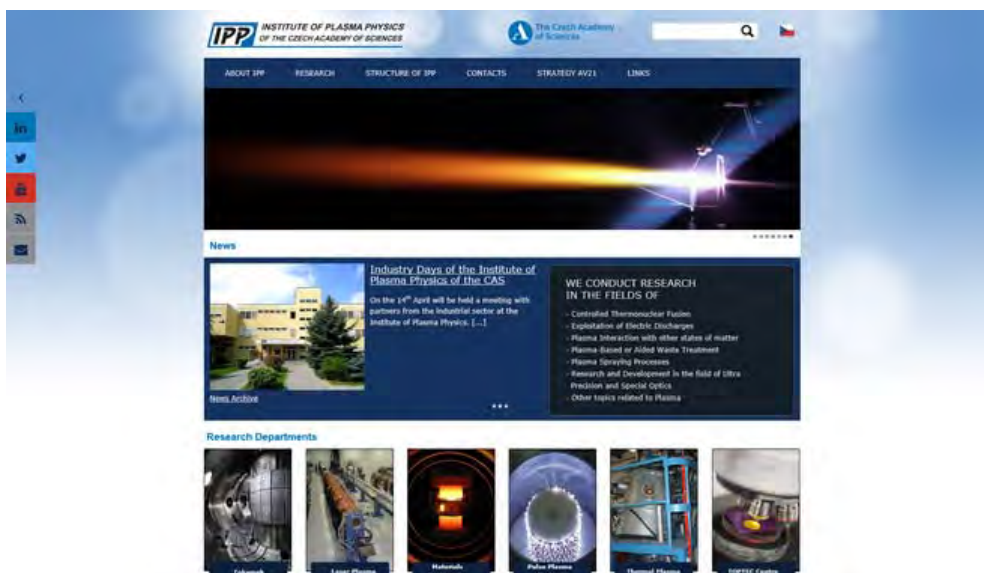 IPP INSTITUTE OF PLASMA PHYSICS
OF THE CZECH ACADEMY OF SCIENCES
The Czech Academy
of Sciences
ABOUT IPP RESEARCH STRUCTURE OF IPP CONTACTS STRATEGY AV21 LINKS
in
News
Industry Days of the Institute of
Plasma Physics of the CAS
On the 14th April will be held a meeting with
partners from the industrial sector at the
Institute of Plasma Physics. [...]
News Archive
WE CONDUCT RESEARCH
IN THE FIELDS OF
- Controlled Thermonuclear Fusion
- Exploitation of Electric Discharges
- Plasma Interaction with other states of matter
- Plasma-Based or Aided Waste Treatment
- Plasma Spraying Processes
- Research and Development in the field of Ultra
Precision and Special Optics
- Other topics related to Plasma
Research Departments
Tokamak
Laser Plasma
Materials
Pulse Plasma
Thermal Plasma
TOPTEC Centre